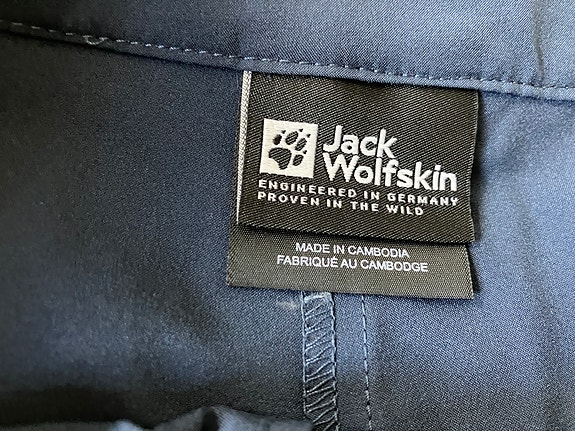 Jack
Wolfskin
ENGINEERED IN GERMANY
PROVEN IN THE WILD
MADE IN CAMBODIA
FABRIQUÉ AU CAMBODGE